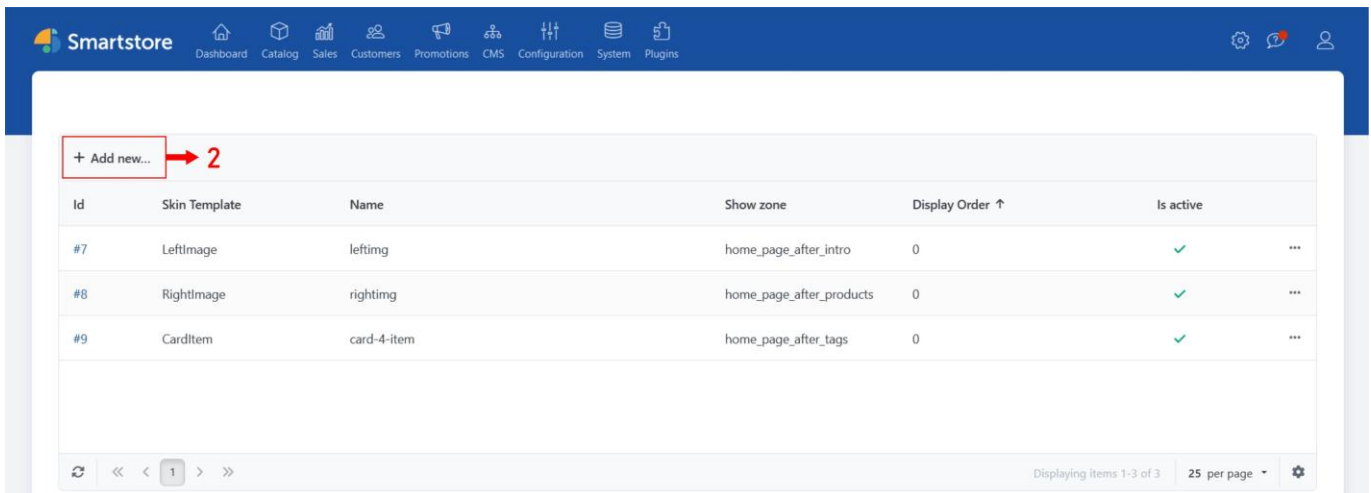 Smartstore
Dashboard Catalog Sales Customers Promotions CMS Configuration System Plugins
+ Add new... 2
Id Skin Template Name Show zone Display Order ↑ Is active
#7 LeftImage leftimg home_page_after_intro 0
#8 RightImage rightimg home_page_after_products 0
#9 CardItem card-4-item home_page_after_tags 0
1 Displaying items 1-3 of 3 25 per page